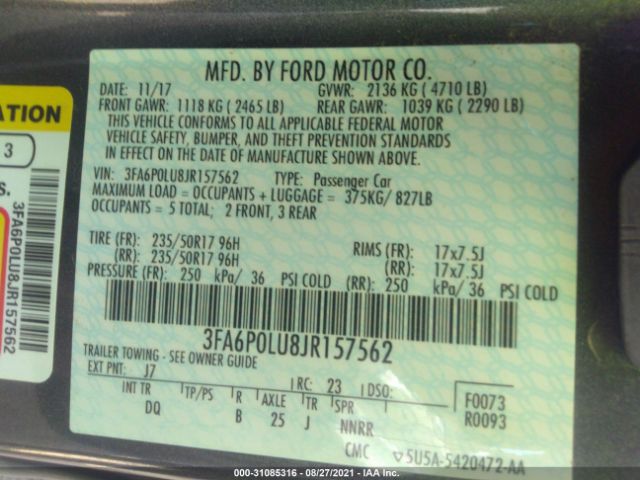 MFD. BY FORD MOTOR CO.
DATE: 11/17 GVWR: 2136 KG ( 4710 LB)
FRONT GAWR: 1118 KG ( 2465 LB) REAR GAWR: 1039 KG ( 2290 LB)
THIS VEHICLE CONFORMS TO ALL APPLICABLE FEDERAL MOTOR
VEHICLE SAFETY, BUMPER, AND THEFT PREVENTION STANDARDS
IN EFFECT ON THE DATE OF MANUFACTURE SHOWN ABOVE.
VIN: 3FA6P0LU8JR157562 TYPE: Passenger Car
MAXIMUM LOAD = OCCUPANTS + LUGGAGE = 375KG/ 827LB
OCCUPANTS = 5 TOTAL; 2 FRONT, 3 REAR
TIRE (FR): 235/50R17 96H RIMS (FR): 17x7.5J
(RR): 235/50R17 96H (RR): 17x7.5J
PRESSURE (FR): 250 kPa/ 36 PSI COLD (RR): 250 kPa/ 36 PSI COLD
3FA6P0LU8JR157562
TRAILER TOWING - SEE OWNER GUIDE
EXT PNT: J7 RC: 23 DSO: F0073
INT TR TP/PS R AXLE TR SPR R0093
DQ B 25 J NNRR
CMC 5U5A-5420472-AA
ATION
3
S.
3FA6P0LU8JR157562
000-31085316 - 08/27/2021 - IAA Inc.